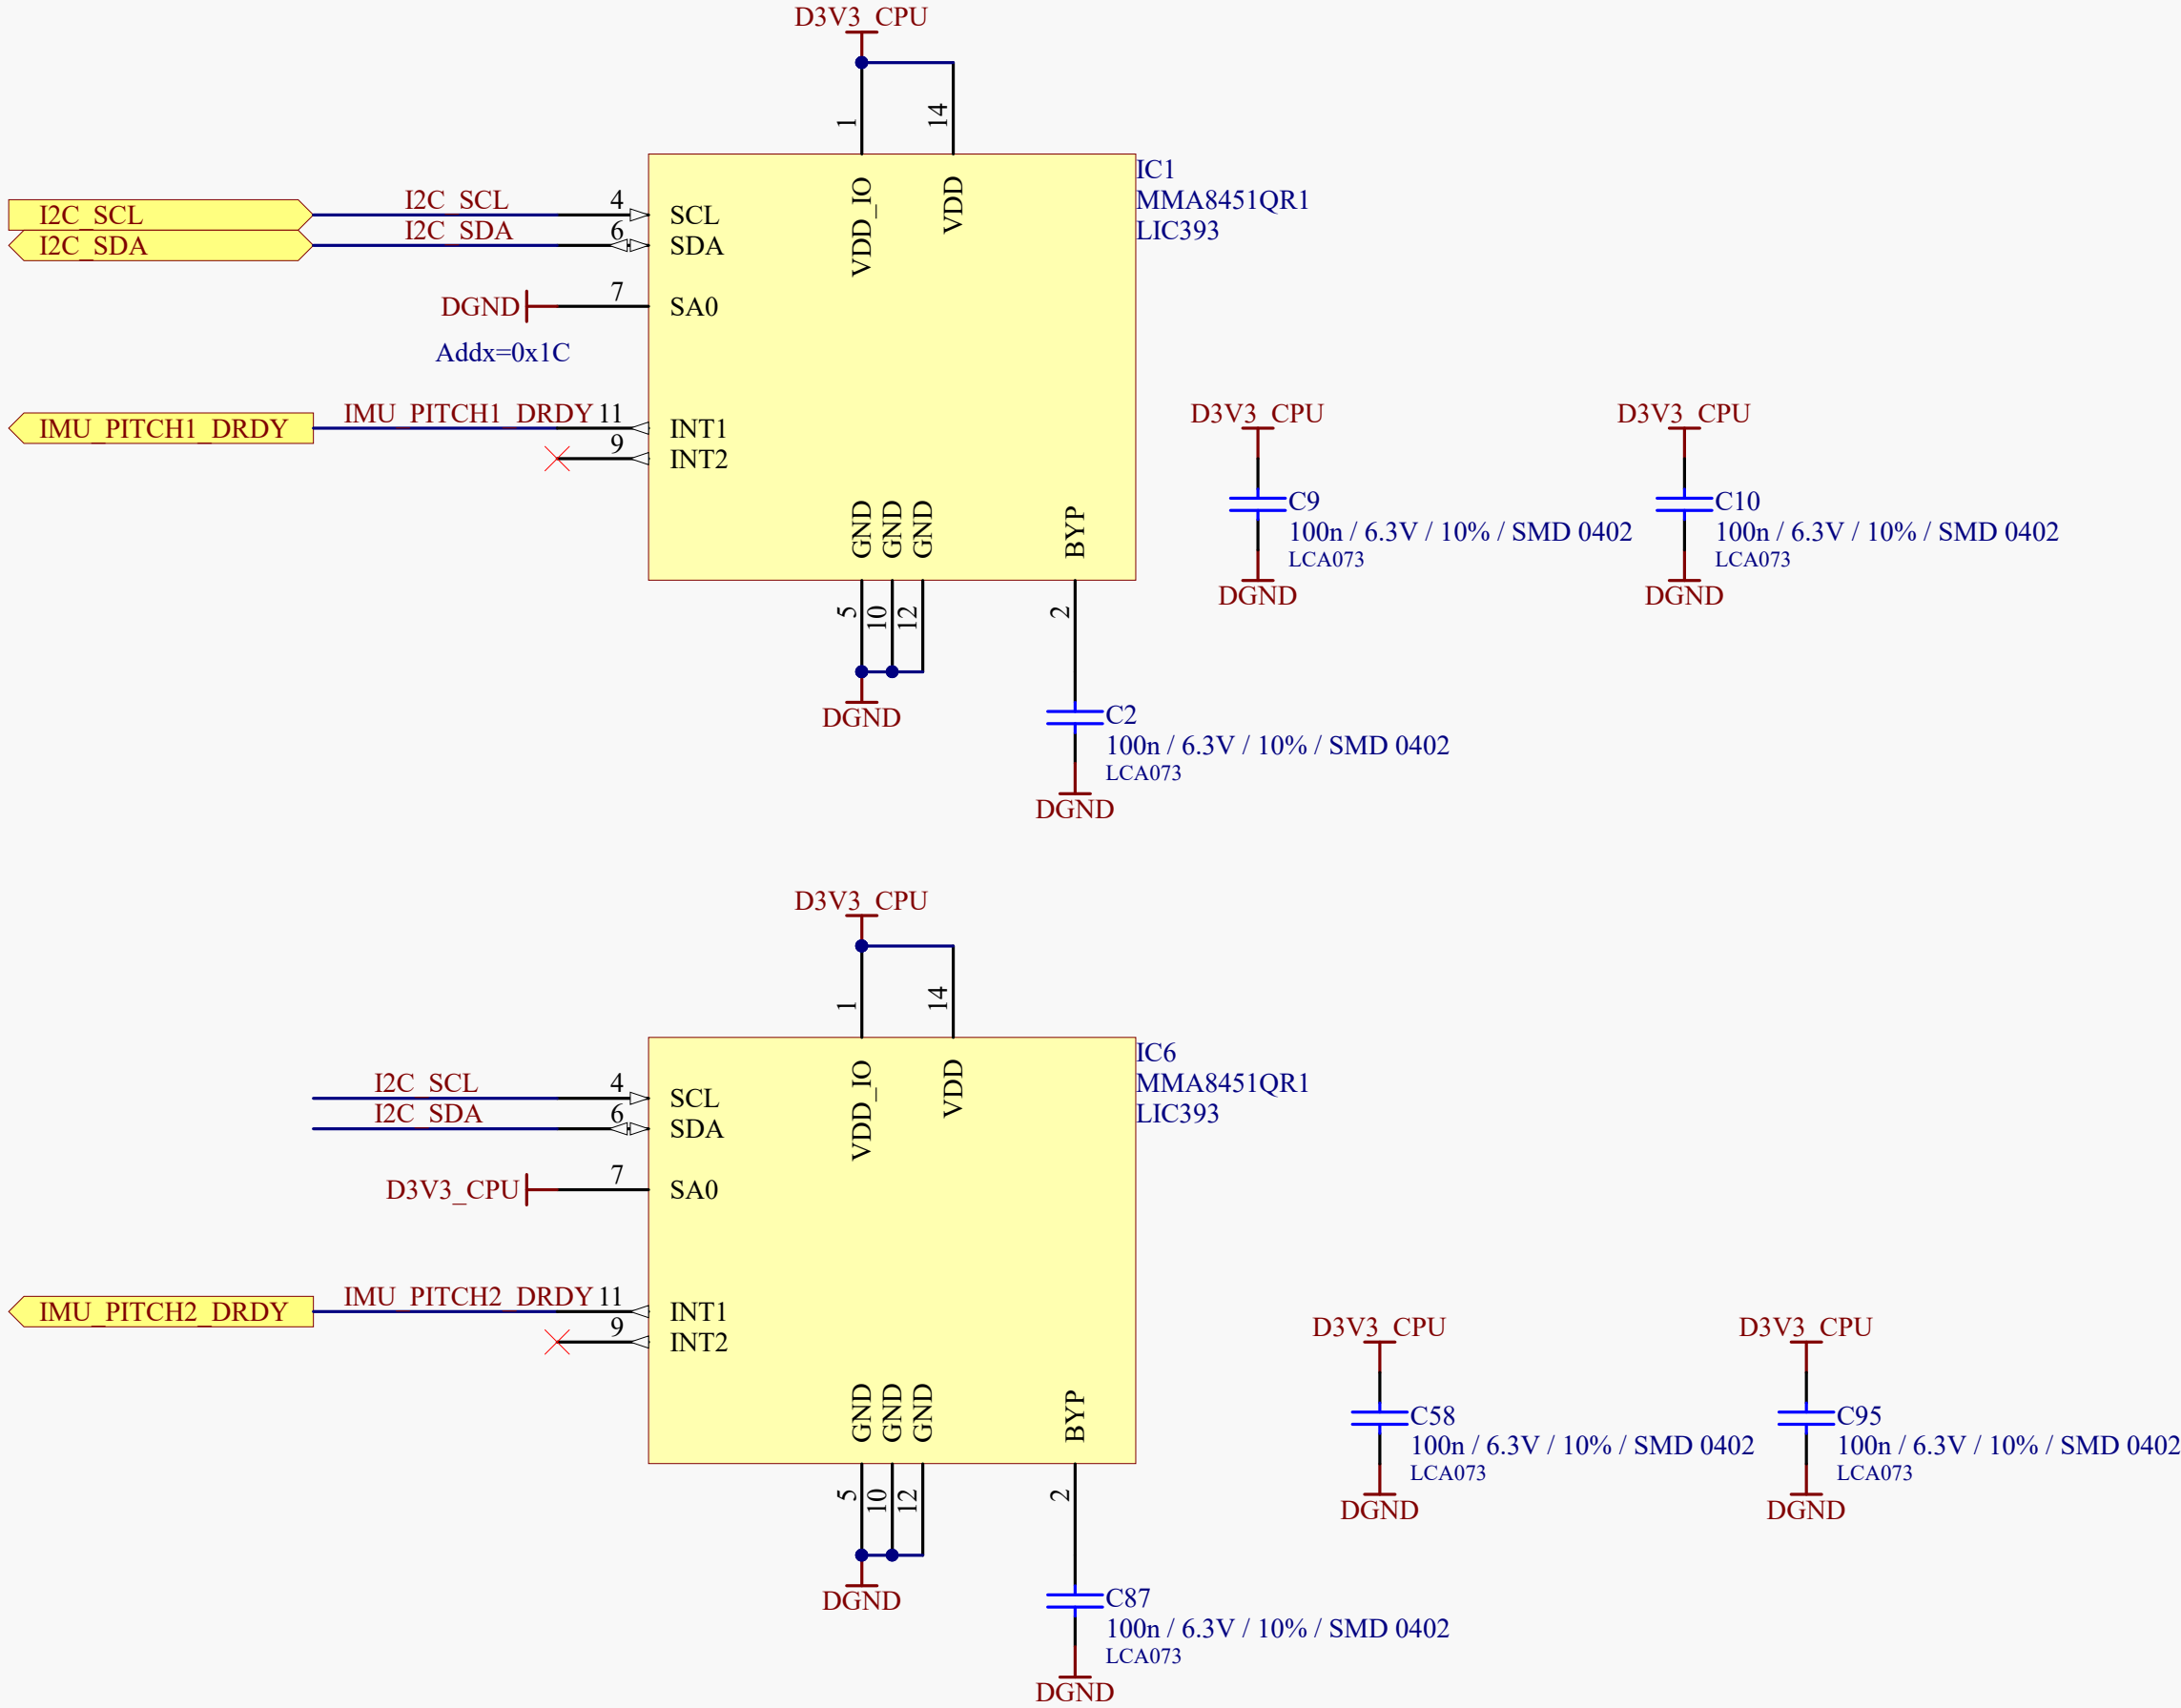 D3V3_CPU
1
14
IC1
MMA8451QR1
LIC393
VDD_IO
VDD
I2C_SCL
I2C_SCL
4
SCL
I2C_SDA
I2C_SDA
6
SDA
DGND
7
SA0
Addx=0x1C
IMU_PITCH1_DRDY
IMU_PITCH1_DRDY
11
INT1
9
INT2
GND
GND
GND
BYP
5
10
12
2
DGND
C2
100n / 6.3V / 10% / SMD 0402
LCA073
DGND
D3V3_CPU
C9
100n / 6.3V / 10% / SMD 0402
LCA073
DGND
D3V3_CPU
C10
100n / 6.3V / 10% / SMD 0402
LCA073
DGND
D3V3_CPU
1
14
IC6
MMA8451QR1
LIC393
VDD_IO
VDD
I2C_SCL
4
SCL
I2C_SDA
6
SDA
D3V3_CPU
7
SA0
IMU_PITCH2_DRDY
IMU_PITCH2_DRDY
11
INT1
9
INT2
GND
GND
GND
BYP
5
10
12
2
DGND
C87
100n / 6.3V / 10% / SMD 0402
LCA073
DGND
D3V3_CPU
C58
100n / 6.3V / 10% / SMD 0402
LCA073
DGND
D3V3_CPU
C95
100n / 6.3V / 10% / SMD 0402
LCA073
DGND